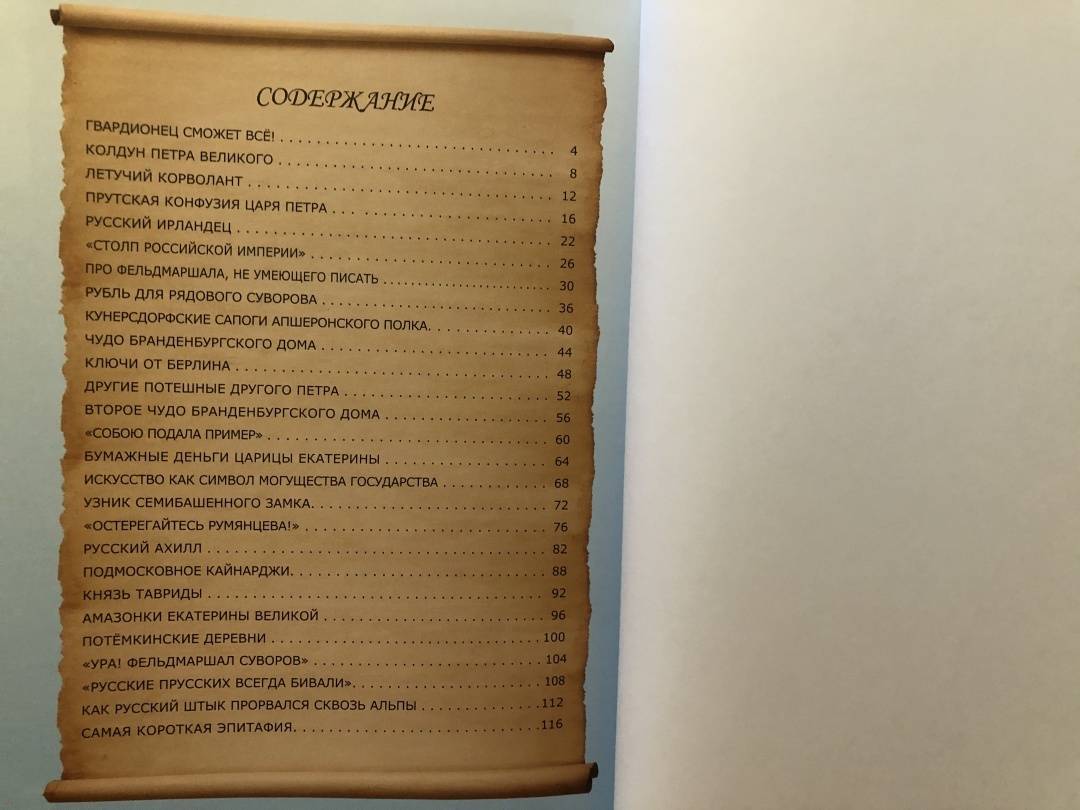 СОДЕРЖАНИЕ
ГВАРДИОНЕЦ СМОЖЕТ ВСЁ! . . . . . . . . . . . . . . . . . . . . . . . . . . . . . . 4
КОЛДУН ПЕТРА ВЕЛИКОГО . . . . . . . . . . . . . . . . . . . . . . . . . . . . . . 8
ЛЕТУЧИЙ КОРВОЛАНТ . . . . . . . . . . . . . . . . . . . . . . . . . . . . . . . . . 12
ПРУТСКАЯ КОНФУЗИЯ ЦАРЯ ПЕТРА . . . . . . . . . . . . . . . . . . . . . . . . 16
РУССКИЙ ИРЛАНДЕЦ . . . . . . . . . . . . . . . . . . . . . . . . . . . . . . . . . . 22
«СТОЛП РОССИЙСКОЙ ИМПЕРИИ» . . . . . . . . . . . . . . . . . . . . . . . . . . 26
ПРО ФЕЛЬДМАРШАЛА, НЕ УМЕЮЩЕГО ПИСАТЬ . . . . . . . . . . . . . . . . . . 30
РУБЛЬ ДЛЯ РЯДОВОГО СУВОРОВА . . . . . . . . . . . . . . . . . . . . . . . . . 36
КУНЕРСДОРФСКИЕ САПОГИ АПШЕРОНСКОГО ПОЛКА. . . . . . . . . . . . . . 40
ЧУДО БРАНДЕНБУРГСКОГО ДОМА . . . . . . . . . . . . . . . . . . . . . . . . . 44
КЛЮЧИ ОТ БЕРЛИНА . . . . . . . . . . . . . . . . . . . . . . . . . . . . . . . . . . 48
ДРУГИЕ ПОТЕШНЫЕ ДРУГОГО ПЕТРА . . . . . . . . . . . . . . . . . . . . . . . 52
ВТОРОЕ ЧУДО БРАНДЕНБУРГСКОГО ДОМА . . . . . . . . . . . . . . . . . . 56
«СОБОЮ ПОДАЛА ПРИМЕР» . . . . . . . . . . . . . . . . . . . . . . . . . . . . . . 60
БУМАЖНЫЕ ДЕНЬГИ ЦАРИЦЫ ЕКАТЕРИНЫ . . . . . . . . . . . . . . . . . . 64
ИСКУССТВО КАК СИМВОЛ МОГУЩЕСТВА ГОСУДАРСТВА . . . . . . . . . . . . 68
УЗНИК СЕМИБАШЕННОГО ЗАМКА. . . . . . . . . . . . . . . . . . . . . . . . . . 72
«ОСТЕРЕГАЙТЕСЬ РУМЯНЦЕВА!» . . . . . . . . . . . . . . . . . . . . . . . . . . 76
РУССКИЙ АХИЛЛ . . . . . . . . . . . . . . . . . . . . . . . . . . . . . . . . . . . . . 82
ПОДМОСКОВНОЕ КАЙНАРДЖИ. . . . . . . . . . . . . . . . . . . . . . . . . . . . 88
КНЯЗЬ ТАВРИДЫ . . . . . . . . . . . . . . . . . . . . . . . . . . . . . . . . . . . . . 92
АМАЗОНКИ ЕКАТЕРИНЫ ВЕЛИКОЙ . . . . . . . . . . . . . . . . . . . . . . . . 96
ПОТЁМКИНСКИЕ ДЕРЕВНИ . . . . . . . . . . . . . . . . . . . . . . . . . . . . . 100
«УРА! ФЕЛЬДМАРШАЛ СУВОРОВ» . . . . . . . . . . . . . . . . . . . . . . . . . 104
«РУССКИЕ ПРУССКИХ ВСЕГДА БИВАЛИ». . . . . . . . . . . . . . . . . . . . . 108
КАК РУССКИЙ ШТЫК ПРОРВАЛСЯ СКВОЗЬ АЛЬПЫ . . . . . . . . . . . . . 112
САМАЯ КОРОТКАЯ ЭПИТАФИЯ. . . . . . . . . . . . . . . . . . . . . . . . . . . 116